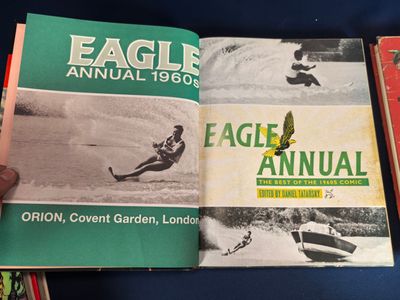 EAGLE
ANNUAL 1960s
ORION, Covent Garden, London
EAGLE
ANNUAL
THE BEST OF THE 1960S COMIC
EDITED BY DANIEL TATARSKY